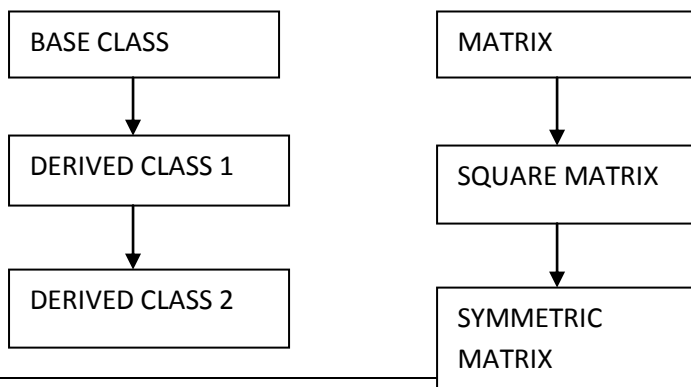 BASE CLASS
DERIVED CLASS 1
DERIVED CLASS 2
MATRIX
SQUARE MATRIX
SYMMETRIC
MATRIX